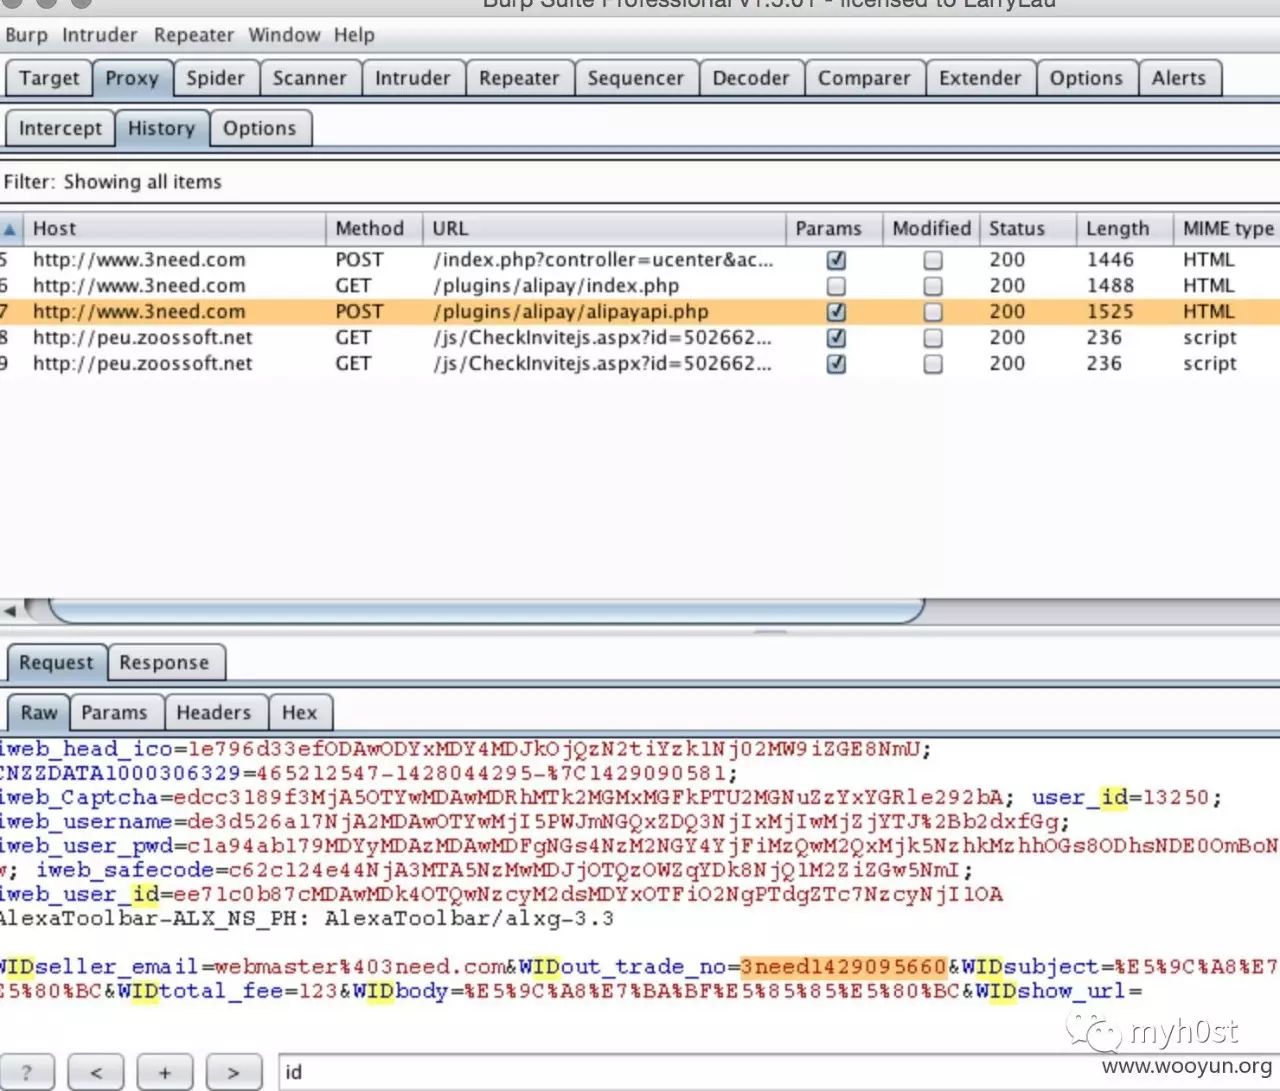 Burp Suite Professional v1.5.01 - licensed to LarryLau
Burp Intruder Repeater Window Help
Target Proxy Spider Scanner Intruder Repeater Sequencer Decoder Comparer Extender Options Alerts
Intercept History Options
Filter: Showing all items
Host Method URL Params Modified Status Length MIME type
5 http://www.3need.com POST /index.php?controller=ucenter&ac... 1446 200 HTML
6 http://www.3need.com GET /plugins/alipay/index.php 200 1488 HTML
7 http://www.3need.com POST /plugins/alipay/alipayapi.php 200 1525 HTML
8 http://peu.zoossoft.net GET /js/CheckInvitejs.aspx?id=502662... 200 236 script
9 http://peu.zoossoft.net GET /js/CheckInvitejs.aspx?id=502662... 200 236 script
Request Response
Raw Params Headers Hex
iweb_head_ico=1e796d33efODAwODYxMDY4MDJkOjQzN2tiYzk1NjO2MW9iZGE8NmU;
CNZZDATA1000306329=465212547-1428044295-%7C1429090581;
iweb_Captcha=edcc3189f3MjA5OTYwMDAwMDRhMTk2MGMxMGFkPTU2MGNuZzYxYGRle292bA; user_id=13250;
iweb_username=de3d526a17NjA2MDAwOTYwMjI5PWJmNGQxZDQ3NjIxMjIwMjZjYTJ%2Bb2dxfGg;
iweb_user_pwd=c1a94ab179MDYyMDAzMDAwMDFgNGs4NzM2NGY4YjFiMzQwM2QxMjk5NzhkMzhhOGs8ODhsNDE0OmBoN
w; iweb_safecode=c62c124e44NjA3MTA5NzMwMDJjOTQzOWZqYDk8NjQ1M2ZiZGw5NmI;
iweb_user_id=ee71c0b87cMDAwMDk4OTQwNzcyM2dsMDYxOTFiO2NgPTdgZTc7NzcyNjI1OA
AlexaToolbar-ALX_NS_PH: AlexaToolbar/alxg-3.3
WIDseller_email=webmaster%403need.com&WIDout_trade_no=3need1429095660&WIDsubject=%E5%9C%A8%E7
E5%80%BC&WIDtotal_fee=123&WIDbody=%E5%9C%A8%E7%BA%BF%E5%85%85%E5%80%BC&WIDshow_url=
myh0st
? < + > id
www.wooyun.org